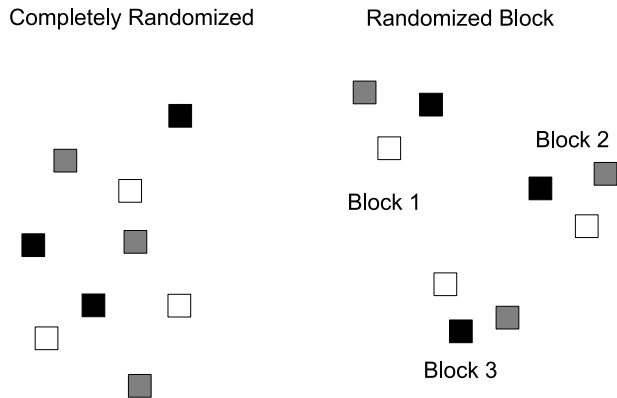 Completely Randomized
Randomized Block
Block 2
Block 1
Block 3